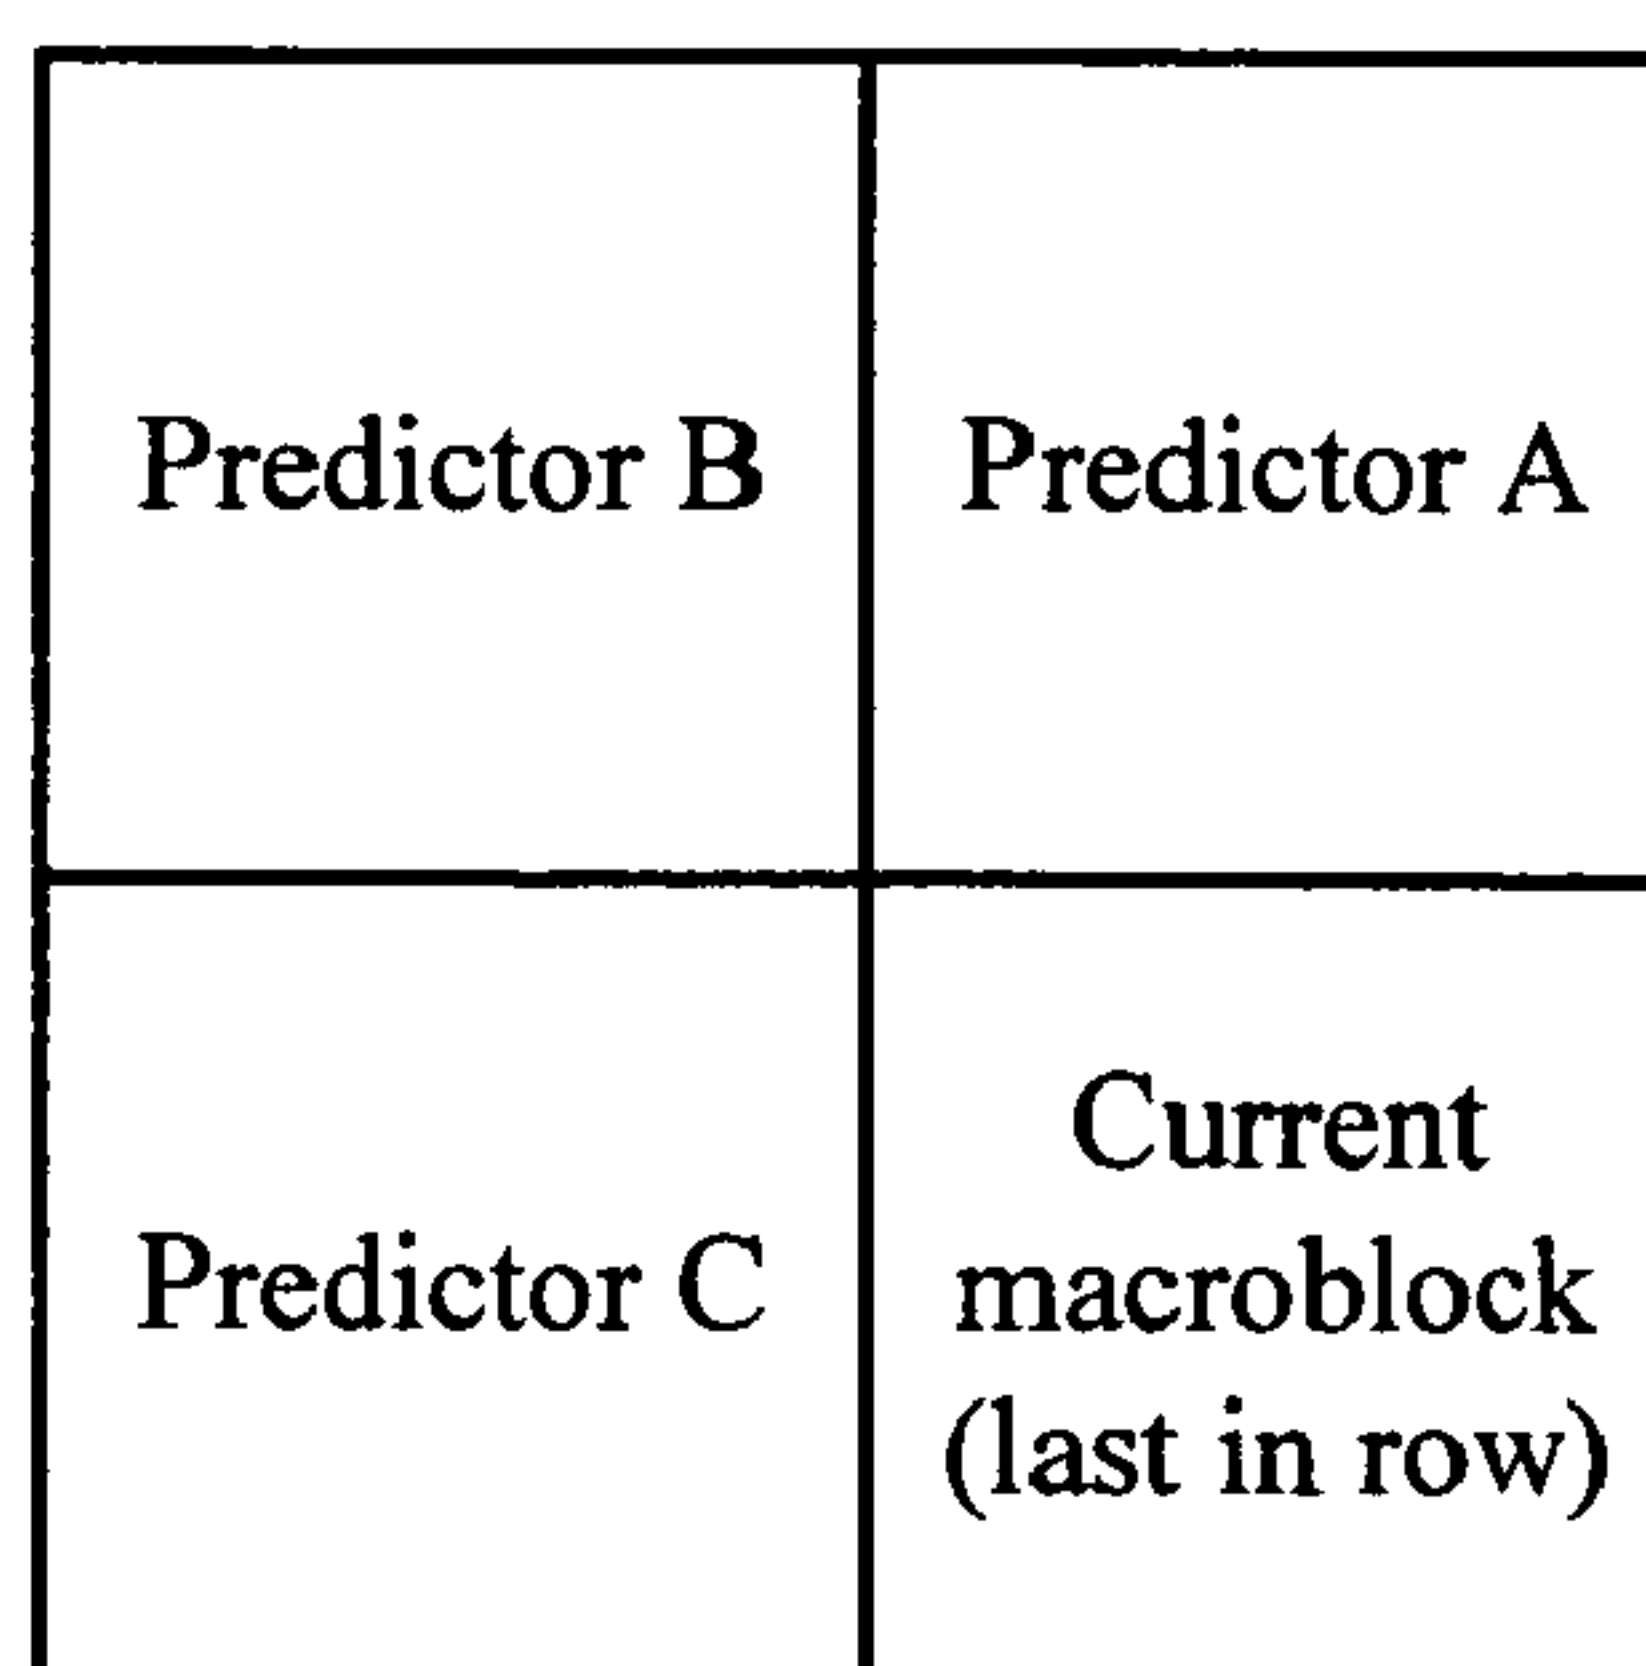 Predictor B
Predictor A
Predictor C
Current
macroblock
(last in row)